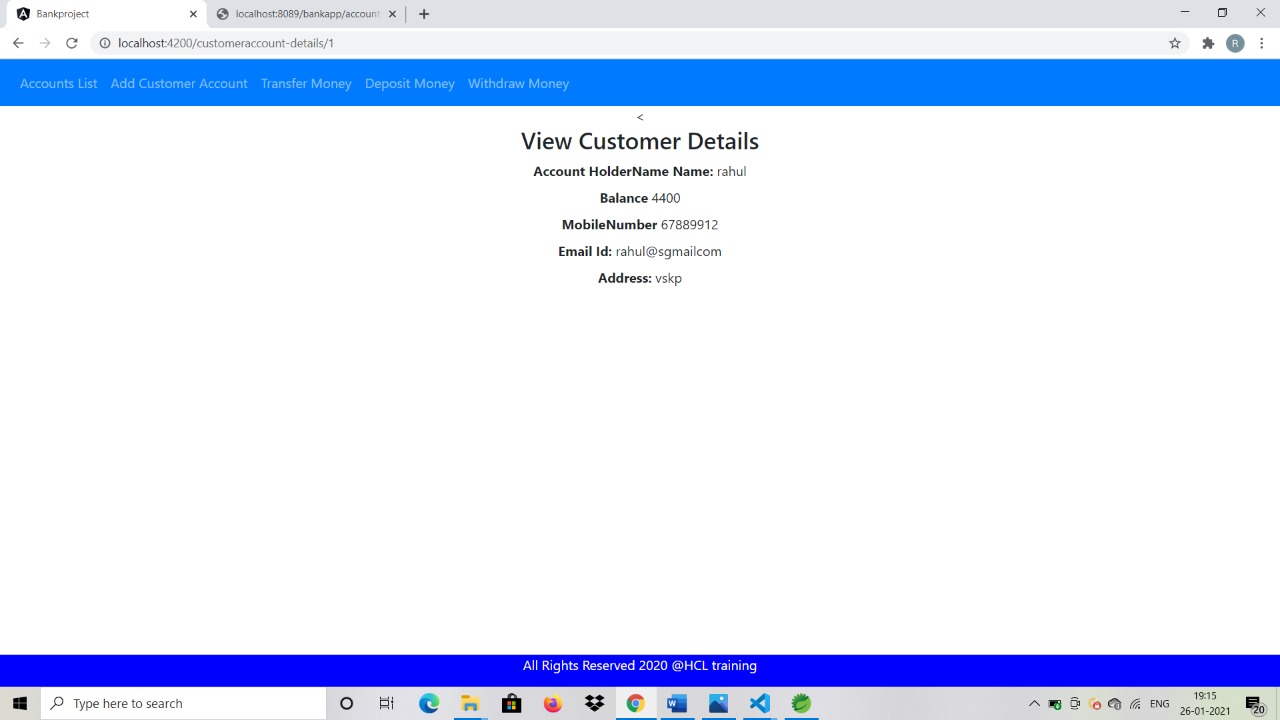 Bankproject
localhost:8089/bankapp/account
localhost:4200/customeraccount-details/1
R
Accounts List Add Customer Account Transfer Money Deposit Money Withdraw Money
<
View Customer Details
Account HolderName Name: rahul
Balance 4400
MobileNumber 67889912
Email Id: rahul@sgmailcom
Address: vskp
All Rights Reserved 2020 @HCL training
Type here to search
ENG
19:15
26-01-2021
20